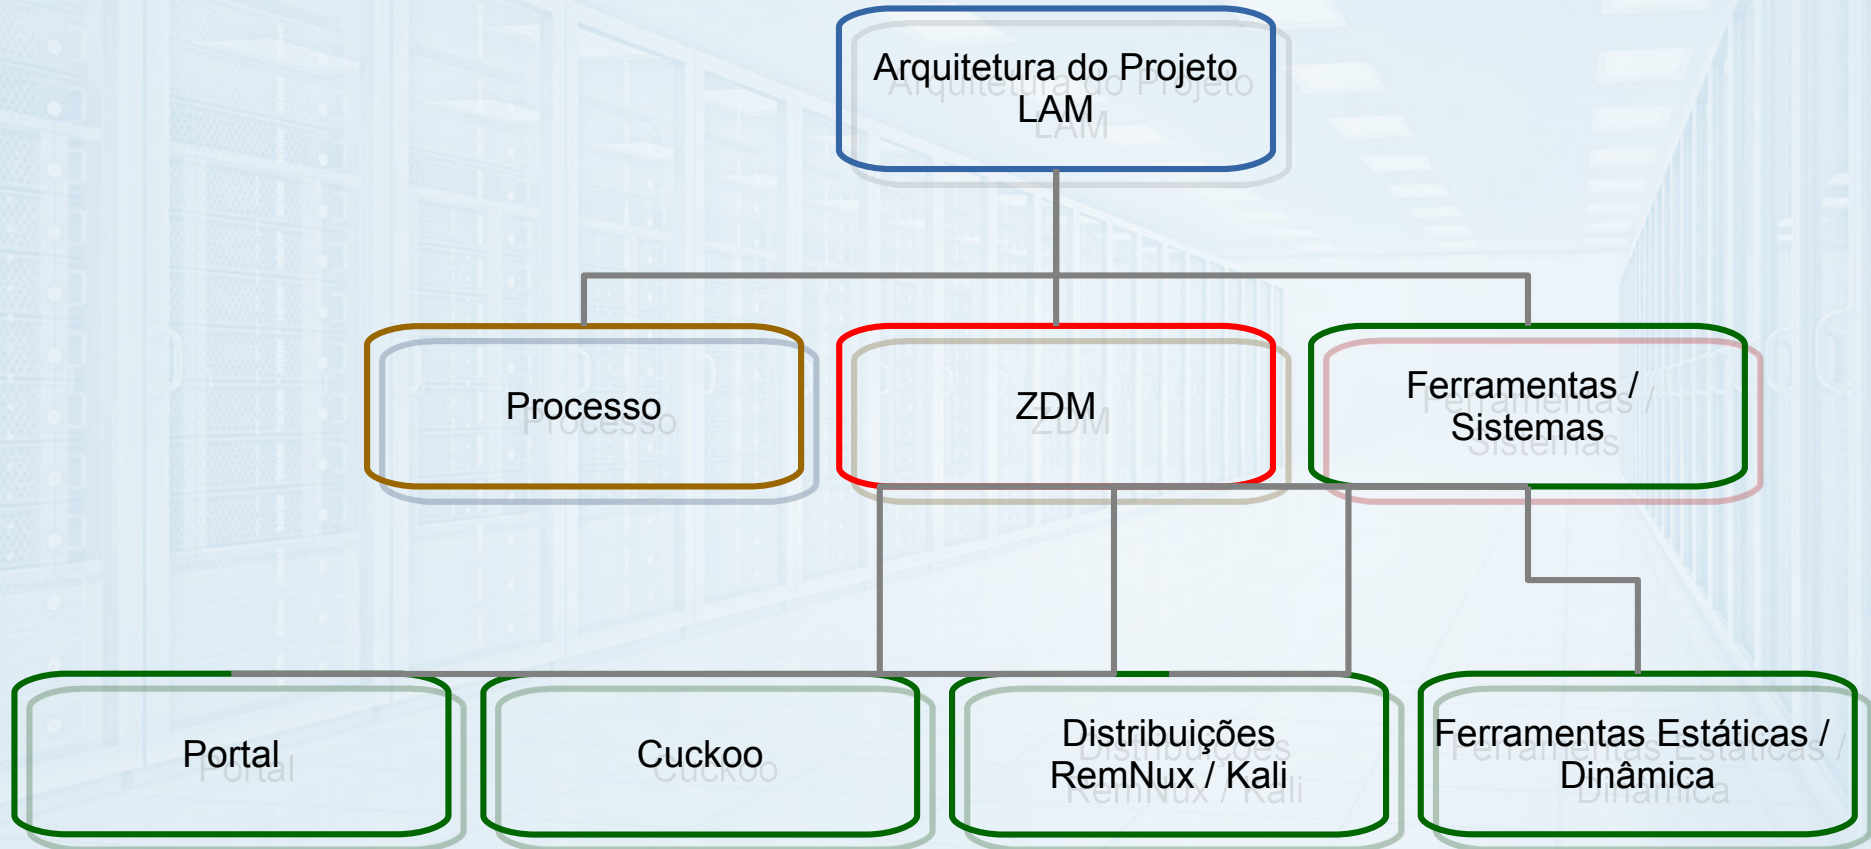 Arquitetura do Projeto
LAM
Processo
ZDM
Ferramentas /
Sistemas
Portal
Cuckoo
Distribuições
RemNux / Kali
Ferramentas Estáticas /
Dinâmica